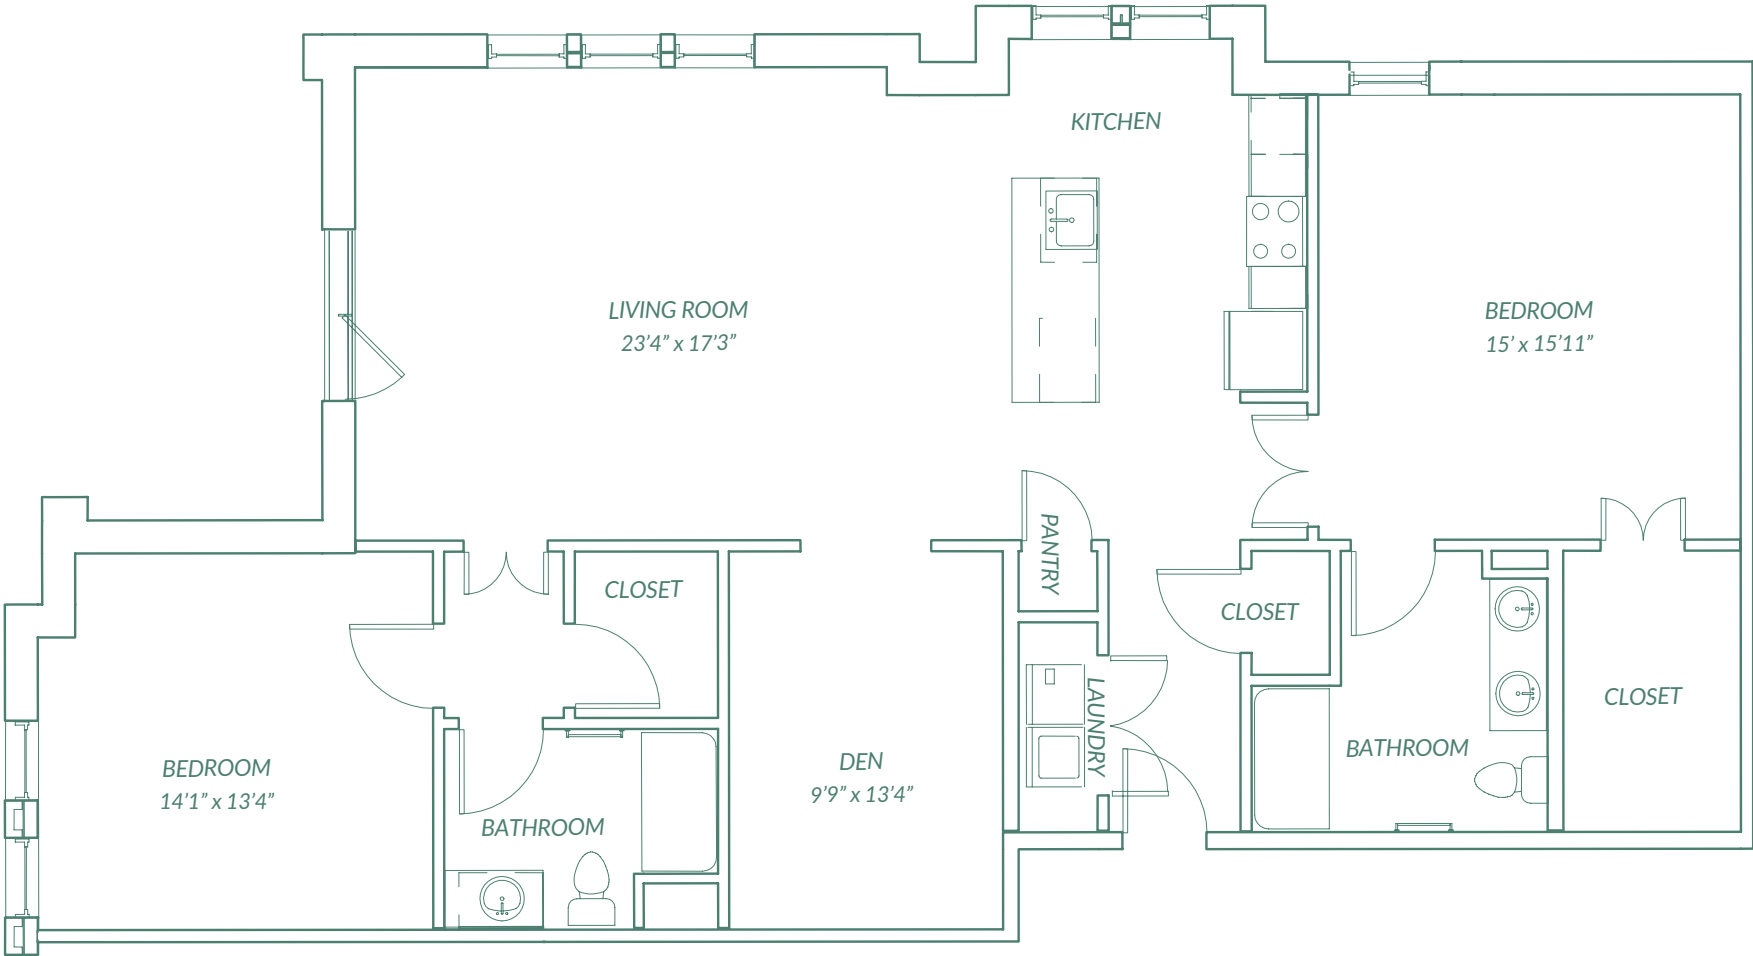 KITCHEN
LIVING ROOM
23'4” x 17'3”
BEDROOM
15' x 15'11”
PANTRY
CLOSET
CLOSET
LAUNDRY
CLOSET
BATHROOM
DEN
9'9” x 13'4”
BEDROOM
14'1” x 13'4”
BATHROOM